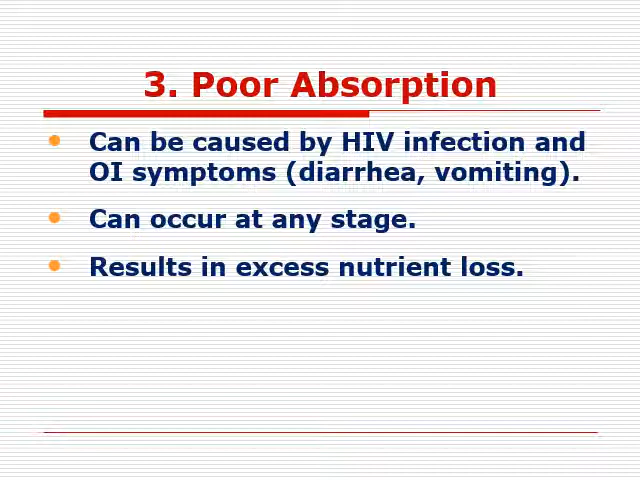 3. Poor Absorption
Can be caused by HIV infection and
OI symptoms (diarrhea, vomiting).
Can occur at any stage.
Results in excess nutrient loss.